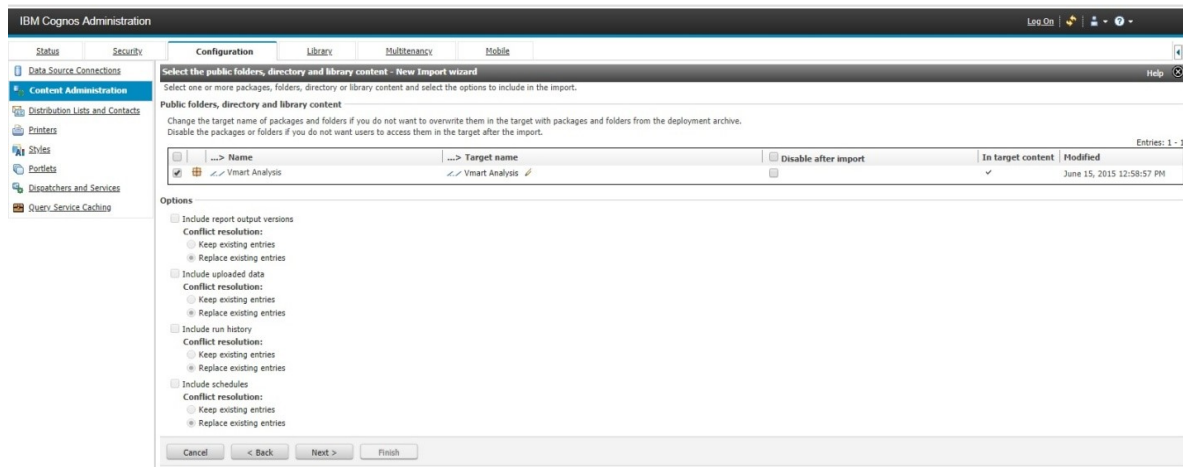 IBM Cognos Administration
Log On
Status Security Configuration Library Multitenancy Mobile
Data Source Connections
Content Administration
Distribution Lists and Contacts
Printers
Styles
Portlets
Dispatchers and Services
Query Service Caching
Select the public folders, directory and library content - New Import wizard Help
Select one or more packages, folders, directory or library content and select the options to include in the import.
Public folders, directory and library content
Change the target name of packages and folders if you do not want to overwrite them in the target with packages and folders from the deployment archive.
Disable the packages or folders if you do not want users to access them in the target after the import.
Entries: 1 - 1
...> Name ...> Target name Disable after import In target content Modified
Vmart Analysis Vmart Analysis June 15, 2015 12:58:57 PM
Options
Include report output versions
Conflict resolution:
Keep existing entries
Replace existing entries
Include uploaded data
Conflict resolution:
Keep existing entries
Replace existing entries
Include run history
Conflict resolution:
Keep existing entries
Replace existing entries
Include schedules
Conflict resolution:
Keep existing entries
Replace existing entries
Cancel < Back Next > Finish